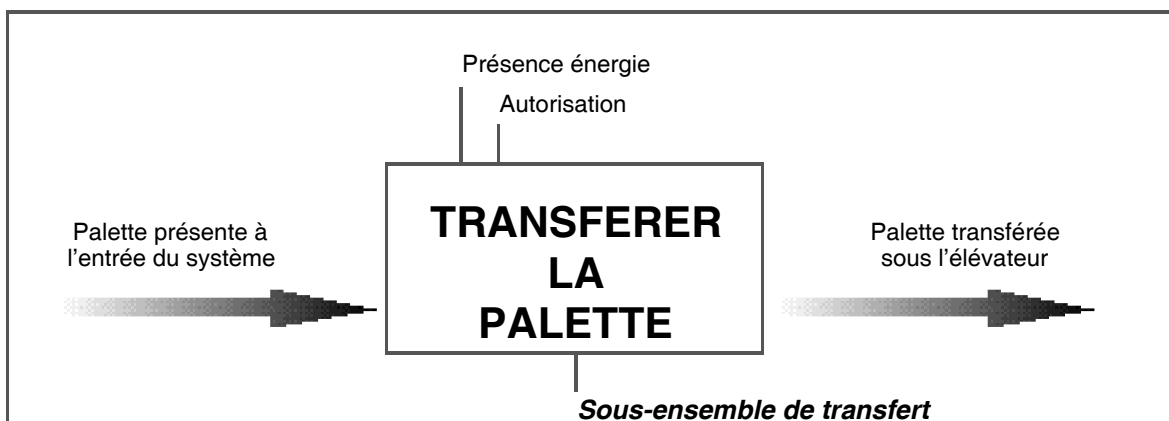 Présence énergie
Autorisation
Palette présente à
l'entrée du système
TRANSFERER
LA
PALETTE
Palette transférée
sous l'élévateur
Sous-ensemble de transfert